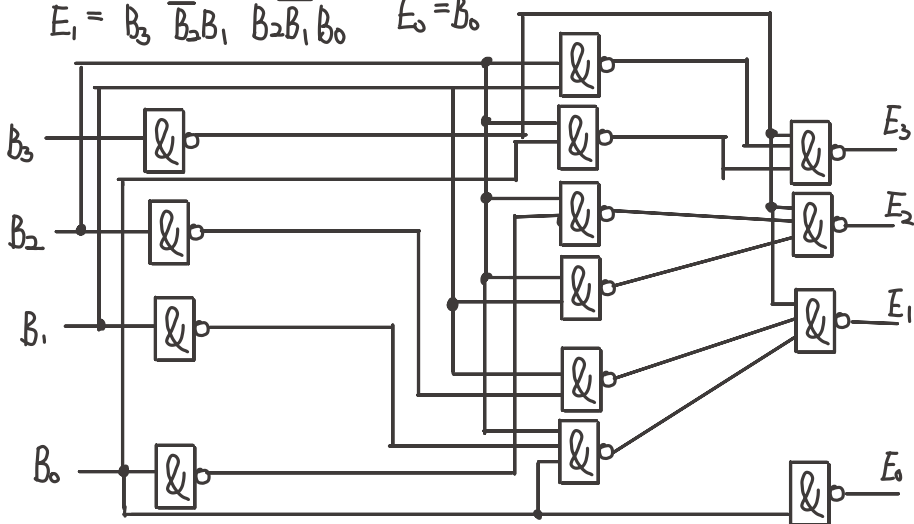 E₁ = B₃ B̅₂B₁ B₂B̅₁B₀ E₀ = B₀
&
&
B₃ & E₃
&
&
B₂ & & E₂
&
B₁ & & E₁
&
&
B₀ & & E₀